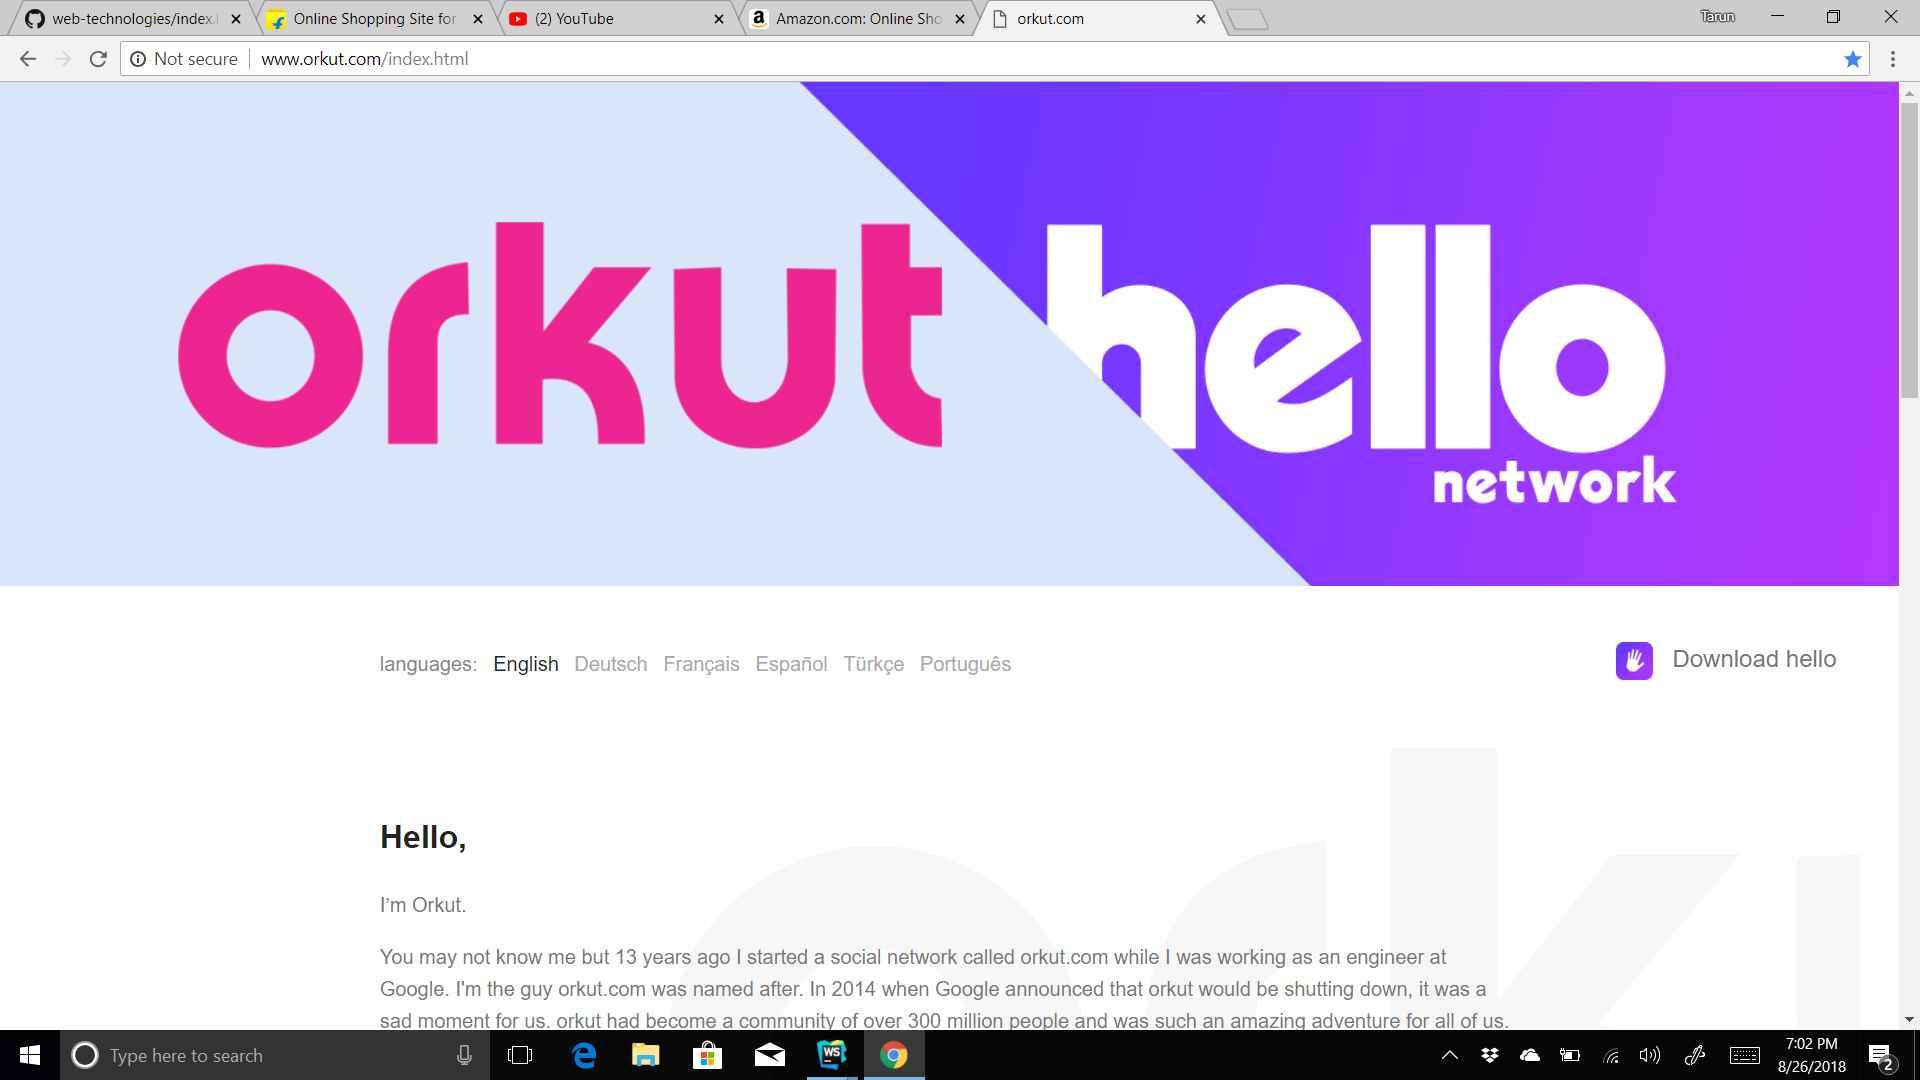 web-technologies/index.h
Online Shopping Site for
(2) YouTube
Amazon.com: Online Sho
orkut.com
Tarun
Not secure
www.orkut.com/index.html
orkut
hello
network
languages: English Deutsch Français Español Türkçe Português
Download hello
Hello,
I’m Orkut.
You may not know me but 13 years ago I started a social network called orkut.com while I was working as an engineer at
Google. I'm the guy orkut.com was named after. In 2014 when Google announced that orkut would be shutting down, it was a
sad moment for us. orkut had become a community of over 300 million people and was such an amazing adventure for all of us.
orku
Type here to search
WS
7:02 PM
8/26/2018
2